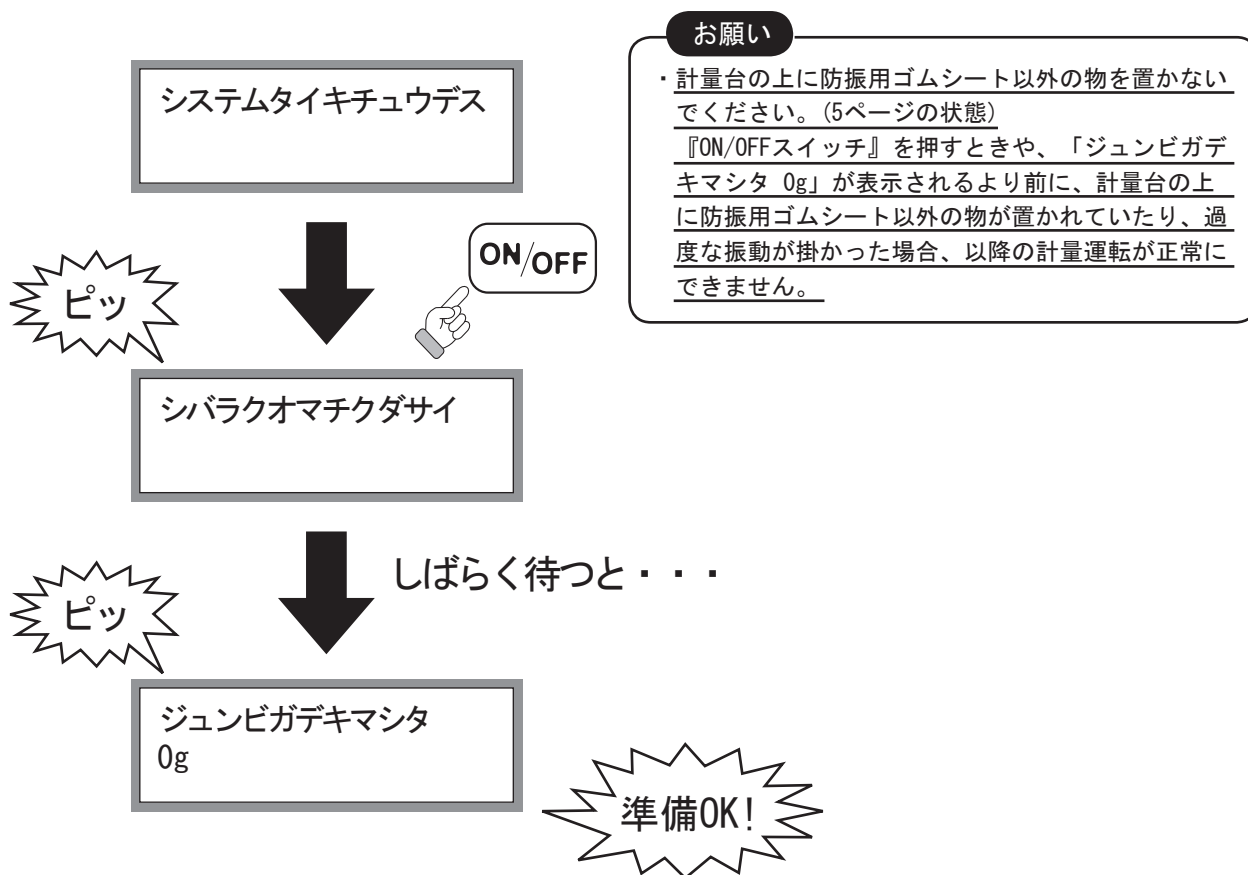 システムタイキチュウデス
お願い
・計量台の上に防振用ゴムシート以外の物を置かない
でください。(5ページの状態)
『ON/OFFスイッチ』を押すときや、「ジュンビガデ
キマシタ 0g」が表示されるより前に、計量台の上
に防振用ゴムシート以外の物が置かれていたり、過
度な振動が掛かった場合、以降の計量運転が正常に
できません。
ピッ
ON/OFF
シバラクオマチクダサイ
ピッ
しばらく待つと・・・
ジュンビガデキマシタ
0g
準備OK!